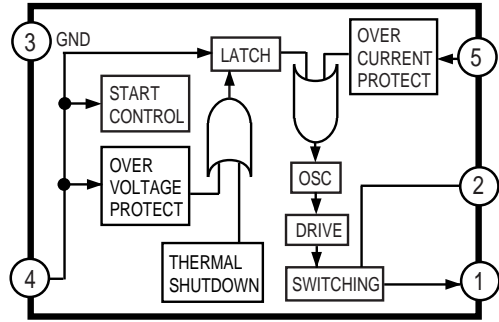 3
GND
LATCH
OVER
CURRENT
PROTECT
5
START
CONTROL
OVER
VOLTAGE
PROTECT
OSC
2
DRIVE
THERMAL
SHUTDOWN
4
SWITCHING
1